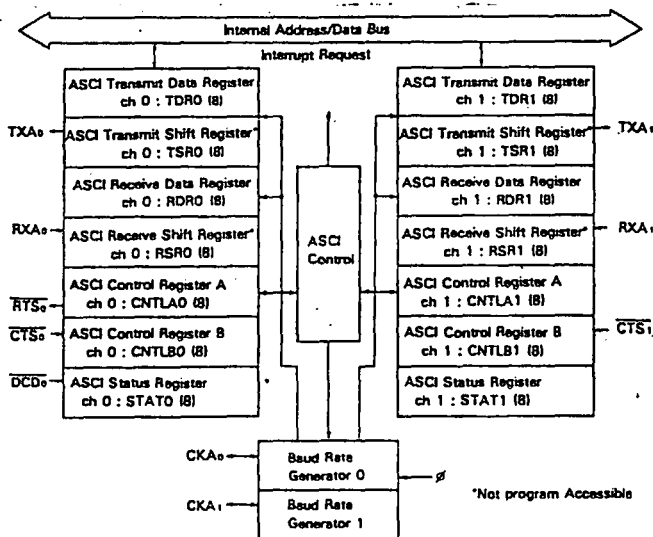 Internal Address/Data Bus
Interrupt Request
ASCI Transmit Data Register
ch 0 : TDR0 (8)
TXA₀
ASCI Transmit Shift Register*
ch 0 : TSR0 (8)
ASCI Receive Data Register
ch 0 : RDR0 (8)
RXA₀
ASCI Receive Shift Register*
ch 0 : RSR0 (8)
ASCI Control Register A
ch 0 : CNTLA0 (8)
RTS₀
CTS₀
ASCI Control Register B
ch 0 : CNTLB0 (8)
DCD₀
ASCI Status Register
ch 0 : STAT0 (8)
ASCI
Control
ASCI Transmit Data Register
ch 1 : TDR1 (8)
ASCI Transmit Shift Register*
ch 1 : TSR1 (8)
TXA₁
ASCI Receive Data Register
ch 1 : RDR1 (8)
ASCI Receive Shift Register*
ch 1 : RSR1 (8)
RXA₁
ASCI Control Register A
ch 1 : CNTLA1 (8)
ASCI Control Register B
ch 1 : CNTLB1 (8)
CTS₁
ASCI Status Register
ch 1 : STAT1 (8)
CKA₀
Baud Rate
Generator 0
ø
CKA₁
Baud Rate
Generator 1
*Not program Accessible